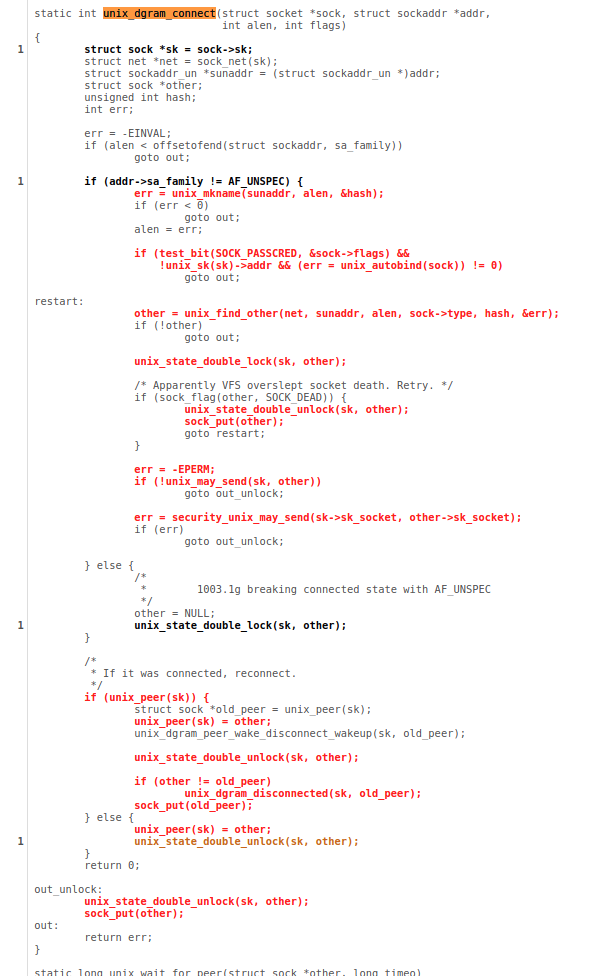 static int unix_dgram_connect(struct socket *sock, struct sockaddr *addr,
int alen, int flags)
{
1 struct sock *sk = sock->sk;
struct net *net = sock_net(sk);
struct sockaddr_un *sunaddr = (struct sockaddr_un *)addr;
struct sock *other;
unsigned int hash;
int err;
err = -EINVAL;
if (alen < offsetofend(struct sockaddr, sa_family))
goto out;
1 if (addr->sa_family != AF_UNSPEC) {
err = unix_mkname(sunaddr, alen, &hash);
if (err < 0)
goto out;
alen = err;
if (test_bit(SOCK_PASSCRED, &sock->flags) &&
!unix_sk(sk)->addr && (err = unix_autobind(sock)) != 0)
goto out;
restart:
other = unix_find_other(net, sunaddr, alen, sock->type, hash, &err);
if (!other)
goto out;
unix_state_double_lock(sk, other);
/* Apparently VFS overslept socket death. Retry. */
if (sock_flag(other, SOCK_DEAD)) {
unix_state_double_unlock(sk, other);
sock_put(other);
goto restart;
}
err = -EPERM;
if (!unix_may_send(sk, other))
goto out_unlock;
err = security_unix_may_send(sk->sk_socket, other->sk_socket);
if (err)
goto out_unlock;
} else {
/*
* 1003.1g breaking connected state with AF_UNSPEC
*/
other = NULL;
1 unix_state_double_lock(sk, other);
}
/*
* If it was connected, reconnect.
*/
if (unix_peer(sk)) {
struct sock *old_peer = unix_peer(sk);
unix_peer(sk) = other;
unix_dgram_peer_wake_disconnect_wakeup(sk, old_peer);
unix_state_double_unlock(sk, other);
if (other != old_peer)
unix_dgram_disconnected(sk, old_peer);
sock_put(old_peer);
} else {
unix_peer(sk) = other;
1 unix_state_double_unlock(sk, other);
}
return 0;
out_unlock:
unix_state_double_unlock(sk, other);
sock_put(other);
out:
return err;
}
static long unix_wait_for_peer(struct sock *other, long timeo)